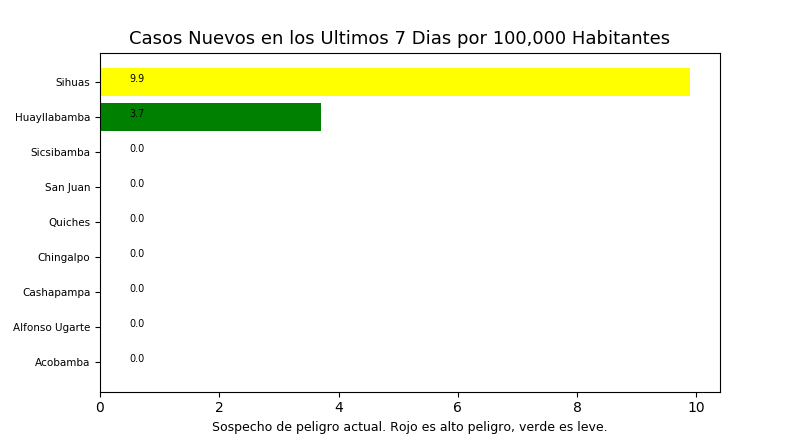 Casos Nuevos en los Ultimos 7 Dias por 100,000 Habitantes
Sihuas 9.9
Huayllabamba 3.7
Sicsibamba 0.0
San Juan 0.0
Quiches 0.0
Chingalpo 0.0
Cashapampa 0.0
Alfonso Ugarte 0.0
Acobamba 0.0
0 2 4 6 8 10
Sospecho de peligro actual. Rojo es alto peligro, verde es leve.